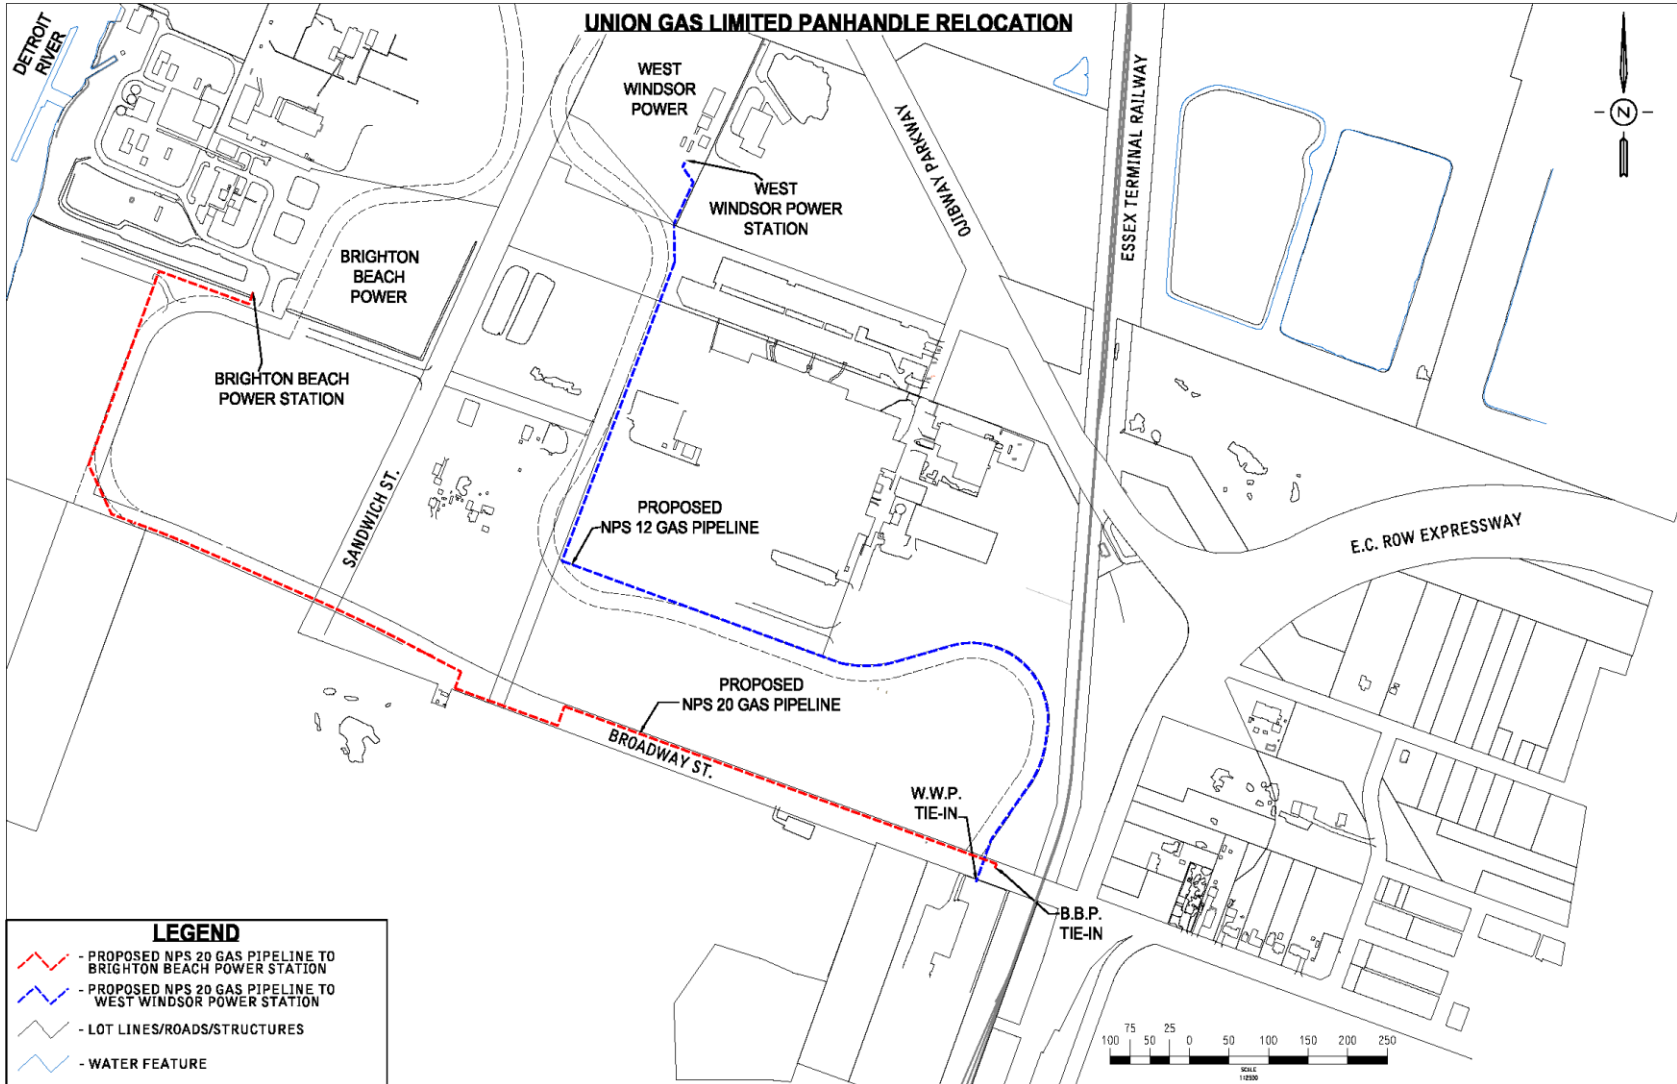 UNION GAS LIMITED PANHANDLE RELOCATION
DETROIT
RIVER
WEST
WINDSOR
POWER
WEST
WINDSOR POWER
STATION
OJIBWAY PARKWAY
ESSEX TERMINAL RAILWAY
N
BRIGHTON
BEACH
POWER
BRIGHTON BEACH
POWER STATION
SANDWICH ST.
PROPOSED
NPS 12 GAS PIPELINE
E.C. ROW EXPRESSWAY
PROPOSED
NPS 20 GAS PIPELINE
BROADWAY ST.
W.W.P.
TIE-IN
B.B.P.
TIE-IN
LEGEND
- PROPOSED NPS 20 GAS PIPELINE TO
BRIGHTON BEACH POWER STATION
- PROPOSED NPS 20 GAS PIPELINE TO
WEST WINDSOR POWER STATION
- LOT LINES/ROADS/STRUCTURES
- WATER FEATURE
75 25
100 50 0 50 100 150 200 250
SCALE
1:2500